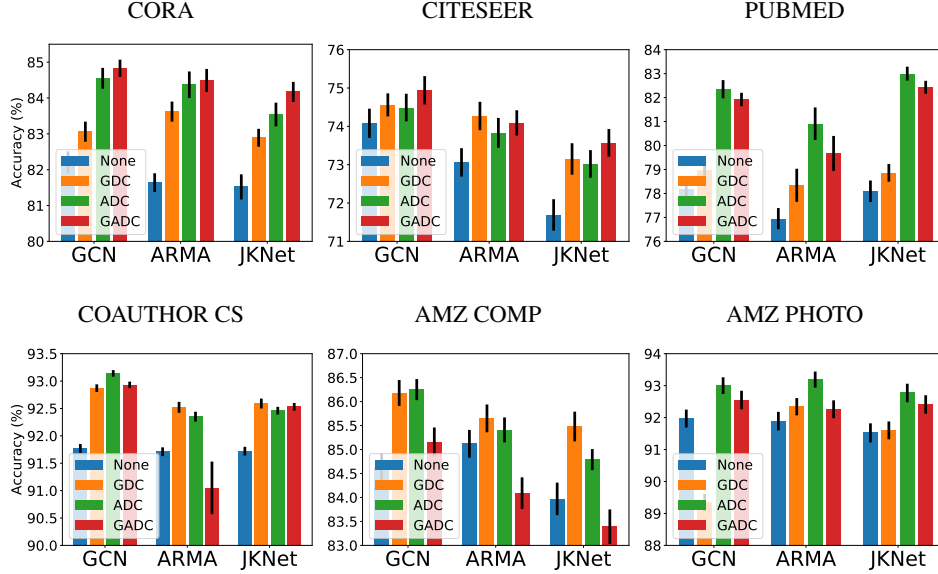 CORA
CITESEER
PUBMED
Accuracy (%)
85
84
83
82
81
80
None
GDC
ADC
GADC
GCN
ARMA
JKNet
76
75
74
73
72
71
None
GDC
ADC
GADC
GCN
ARMA
JKNet
84
83
82
81
80
79
78
77
76
None
GDC
ADC
GADC
GCN
ARMA
JKNet
COAUTHOR CS
AMZ COMP
AMZ PHOTO
Accuracy (%)
93.5
93.0
92.5
92.0
91.5
91.0
90.5
90.0
None
GDC
ADC
GADC
GCN
ARMA
JKNet
87.0
86.5
86.0
85.5
85.0
84.5
84.0
83.5
83.0
None
GDC
ADC
GADC
GCN
ARMA
JKNet
94
93
92
91
90
89
88
None
GDC
ADC
GADC
GCN
ARMA
JKNet